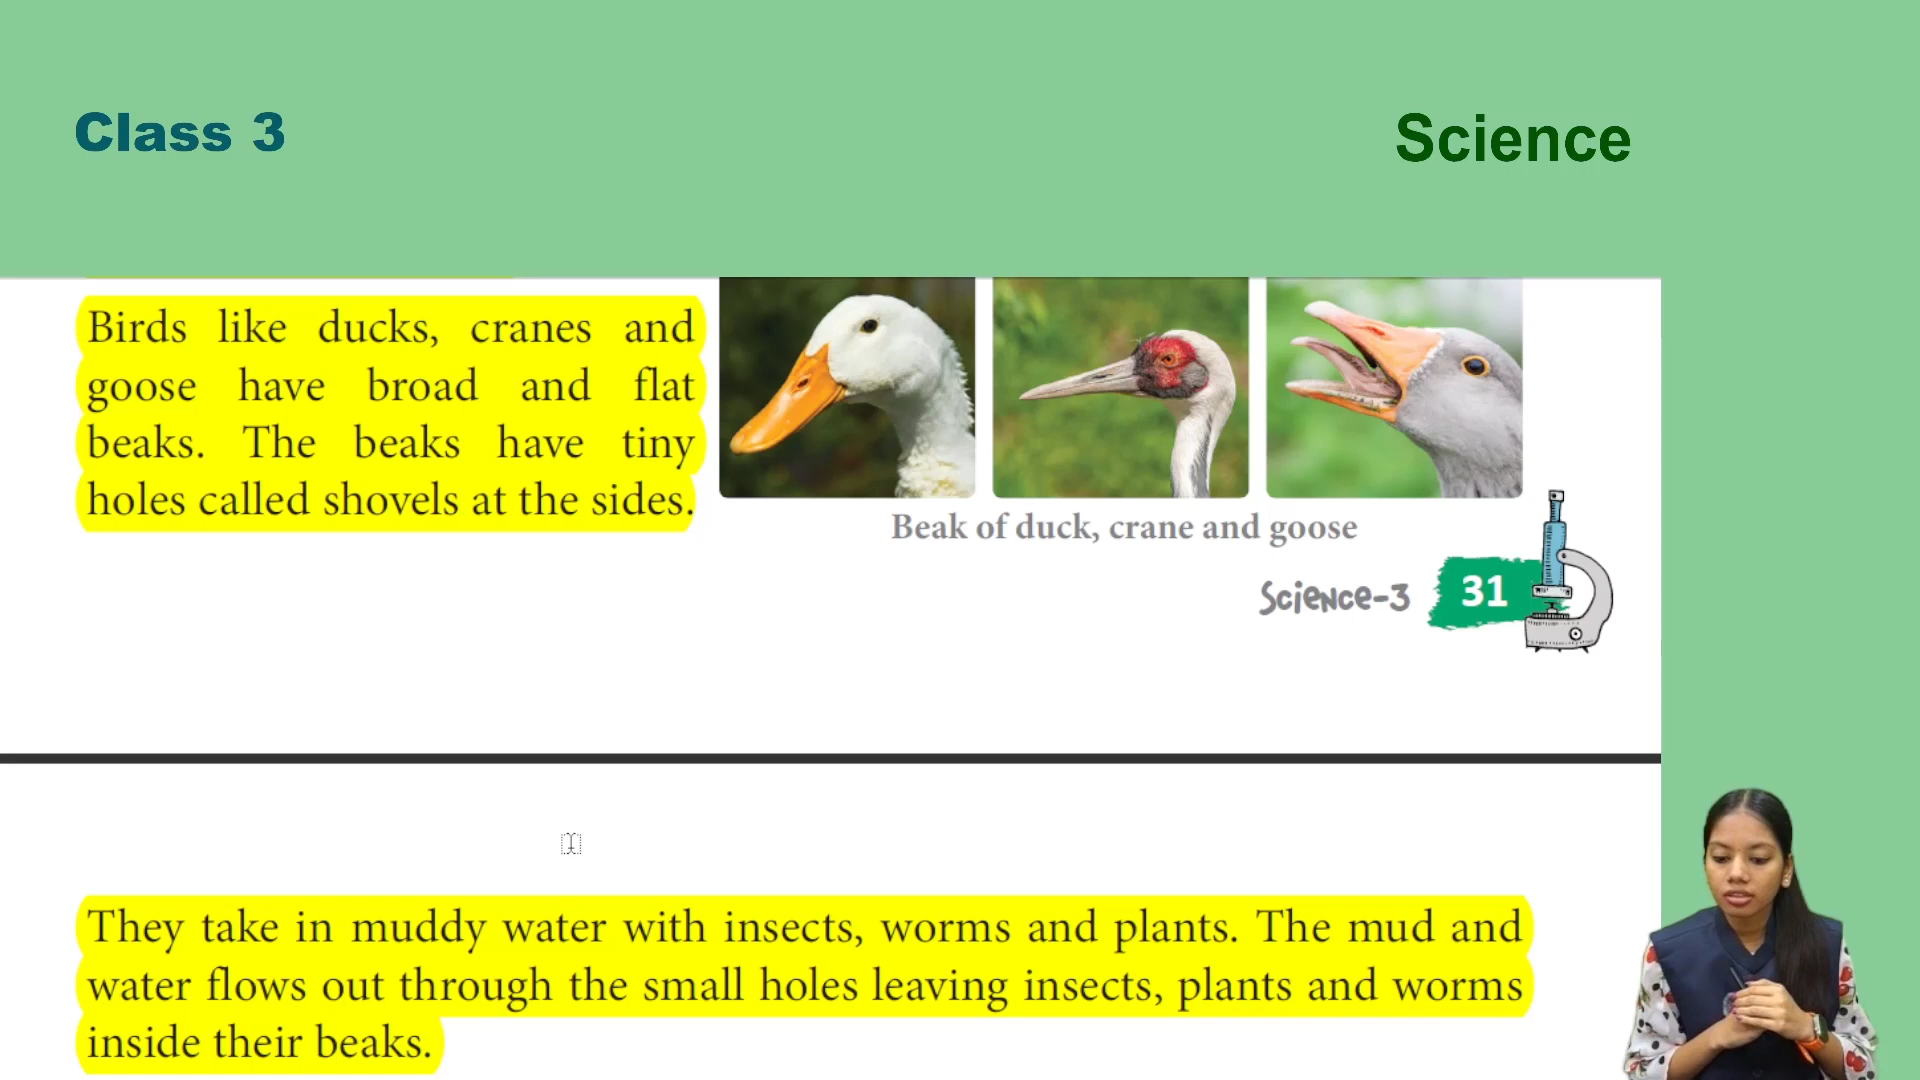 Class 3
Science
Birds like ducks, cranes and
goose have broad and flat
beaks. The beaks have tiny
holes called shovels at the sides.
Beak of duck, crane and goose
Science-3 31
They take in muddy water with insects, worms and plants. The mud and
water flows out through the small holes leaving insects, plants and worms
inside their beaks.